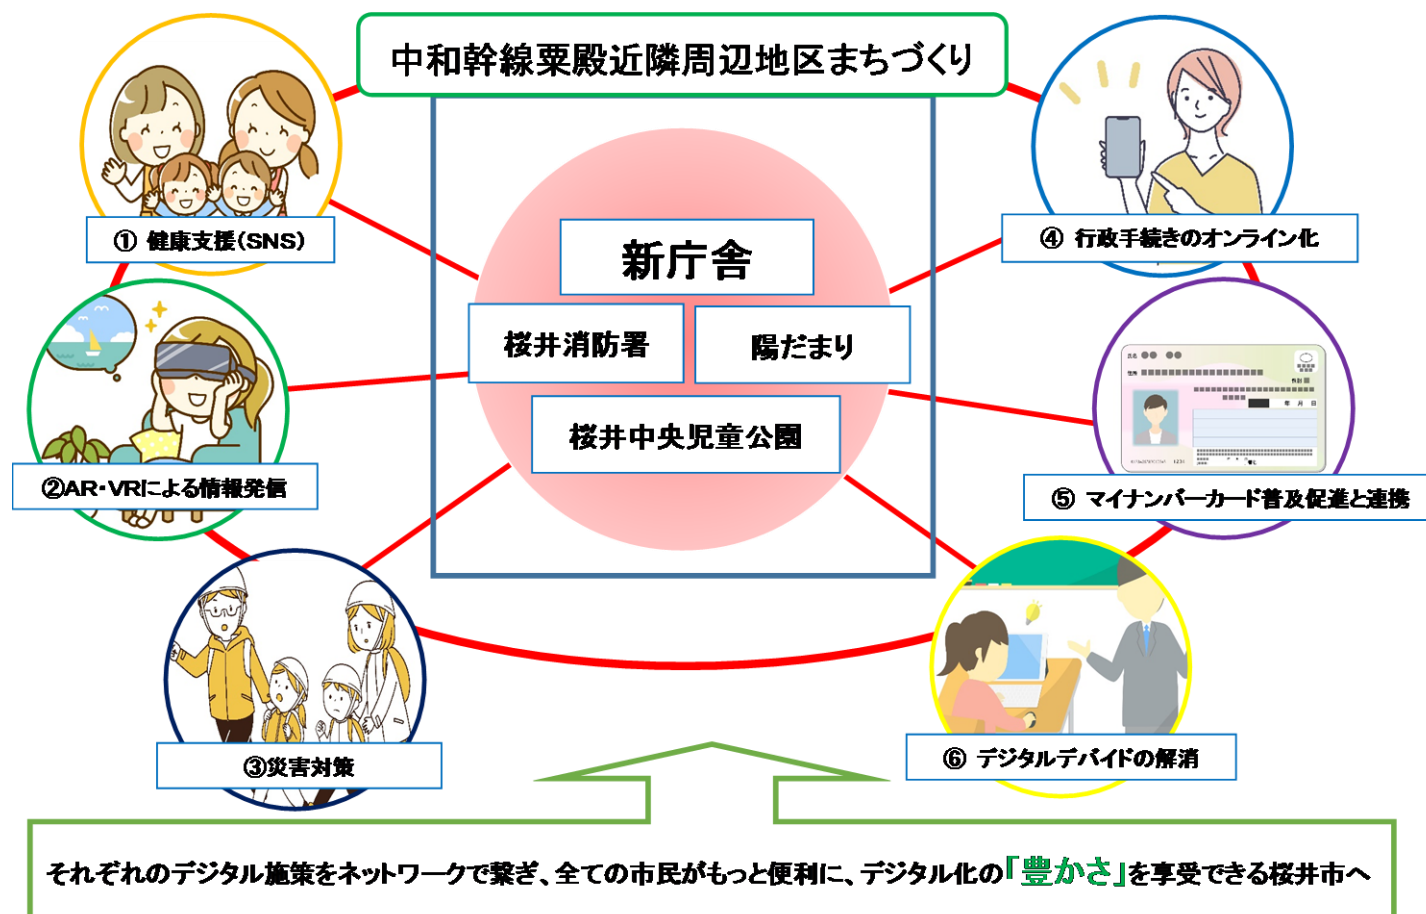 中和幹線粟殿近隣周辺地区まちづくり
① 健康支援（SNS）
④ 行政手続きのオンライン化
新庁舎
桜井消防署
陽だまり
桜井中央児童公園
②AR・VRによる情報発信
⑤ マイナンバーカード普及促進と連携
③災害対策
⑥ デジタルデバイドの解消
それぞれのデジタル施策をネットワークで繋ぎ、全ての市民がもっと便利に、デジタル化の「豊かさ」を享受できる桜井市へ